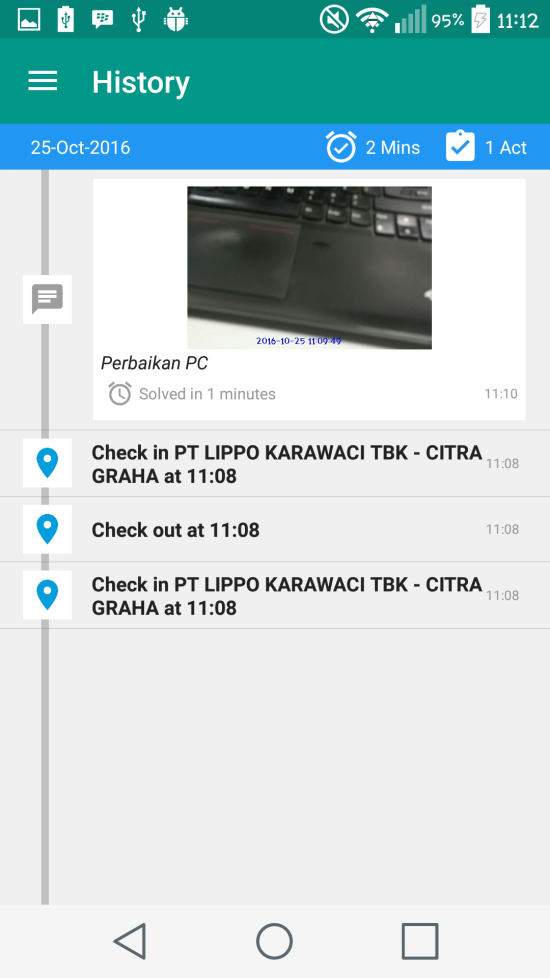 95% 11:12
History
25-Oct-2016 2 Mins 1 Act
2016-10-25 11:09:49
Perbaikan PC
Solved in 1 minutes 11:10
Check in PT LIPPO KARAWACI TBK - CITRA
GRAHA at 11:08
11:08
Check out at 11:08 11:08
Check in PT LIPPO KARAWACI TBK - CITRA
GRAHA at 11:08
11:08